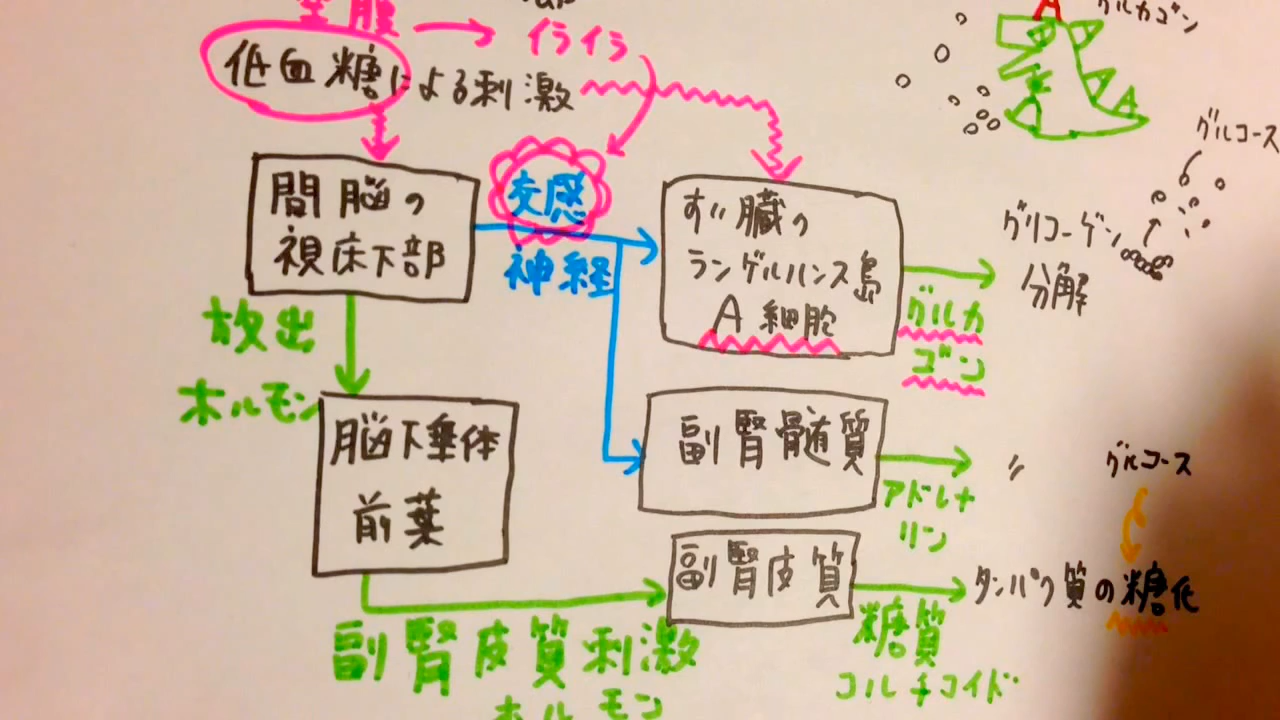 空腹
イライラ
低血糖による刺激
グルカゴン
A
グルコース
間脳の
視床下部
交感
神経
すい臓の
ランゲルハンス島
A細胞
グルカ
ゴン
グリコーゲン
分解
放出
ホルモン
脳下垂体
前葉
副腎髄質
アドレナ
リン
〃
グルコース
副腎皮質
糖質
コルチコイド
タンパク質の糖化
副腎皮質刺激
ホルモン